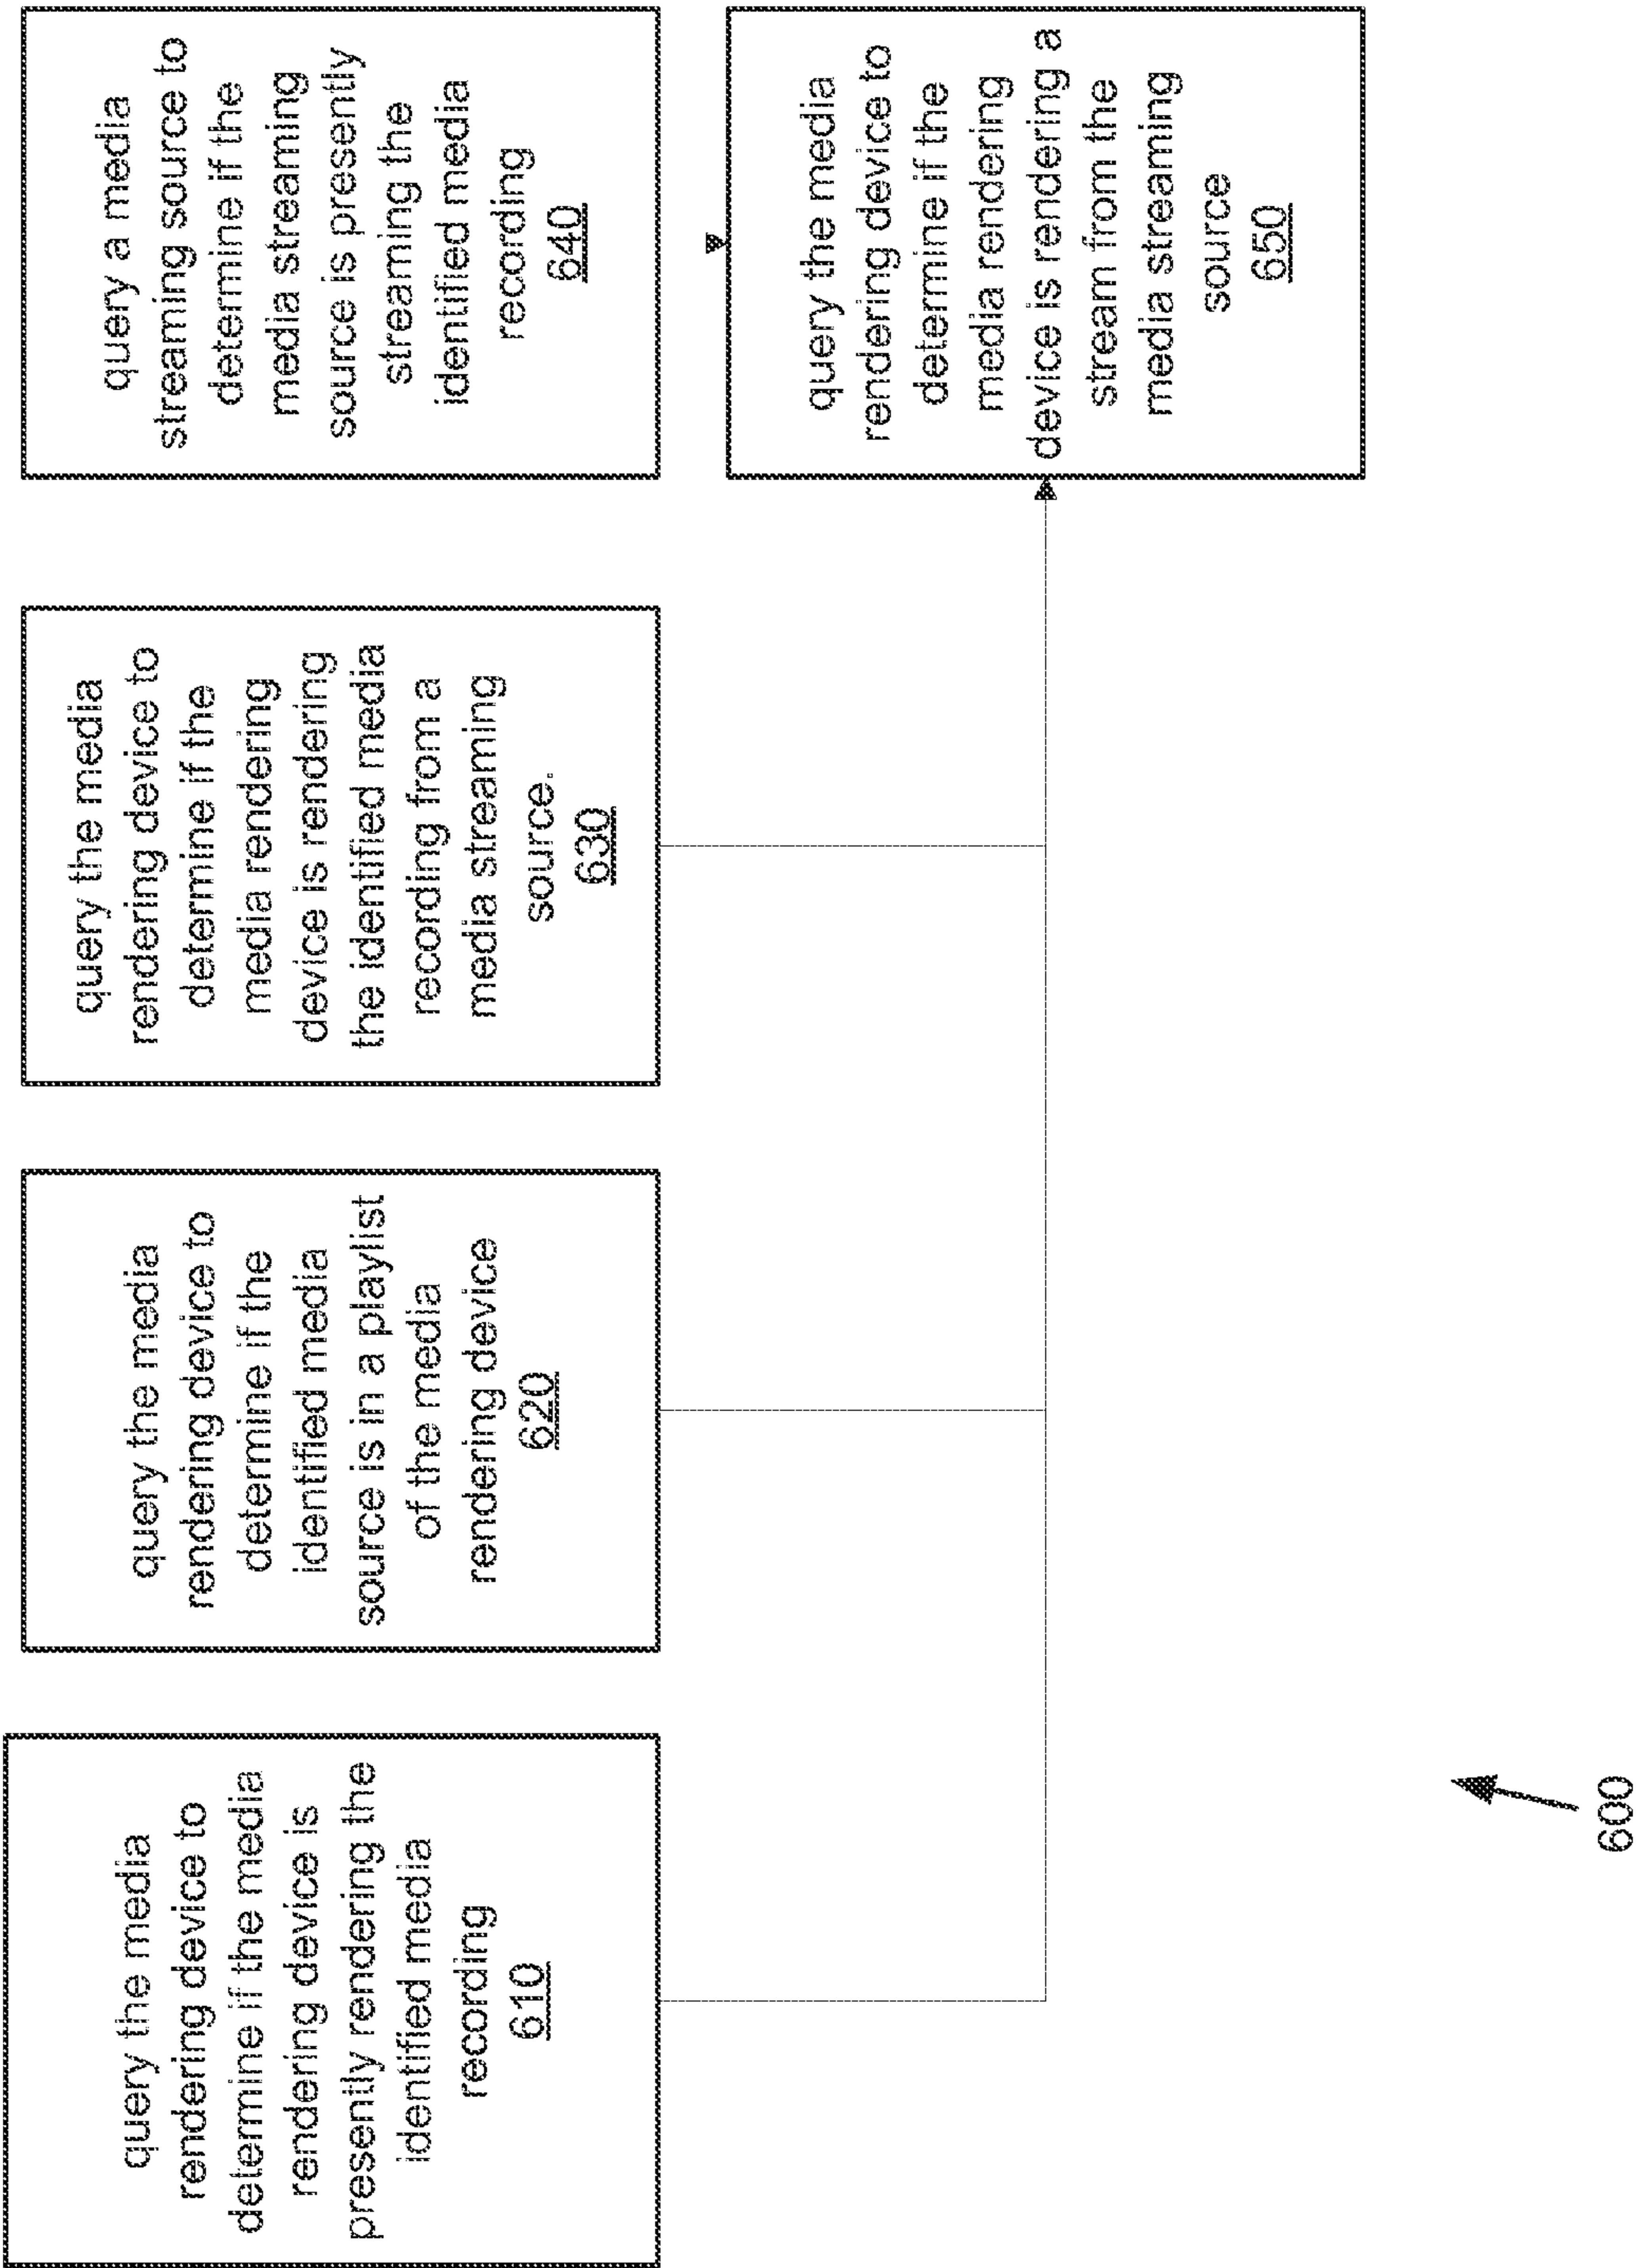 query the media
rendering device to
determine if the media
rendering device is
presently rendering the
identified media
recording
610
query the media
rendering device to
determine if the
identified media
source is in a playlist
of the media
rendering device
620
query the media
rendering device to
determine if the
media rendering
device is rendering
the identified media
recording from a
media streaming
source.
630
query a media
streaming source to
determine if the
media streaming
source is presently
streaming the
identified media
recording
640
query the media
rendering device to
determine if the
media rendering
device is rendering a
stream from the
media streaming
source
650
600